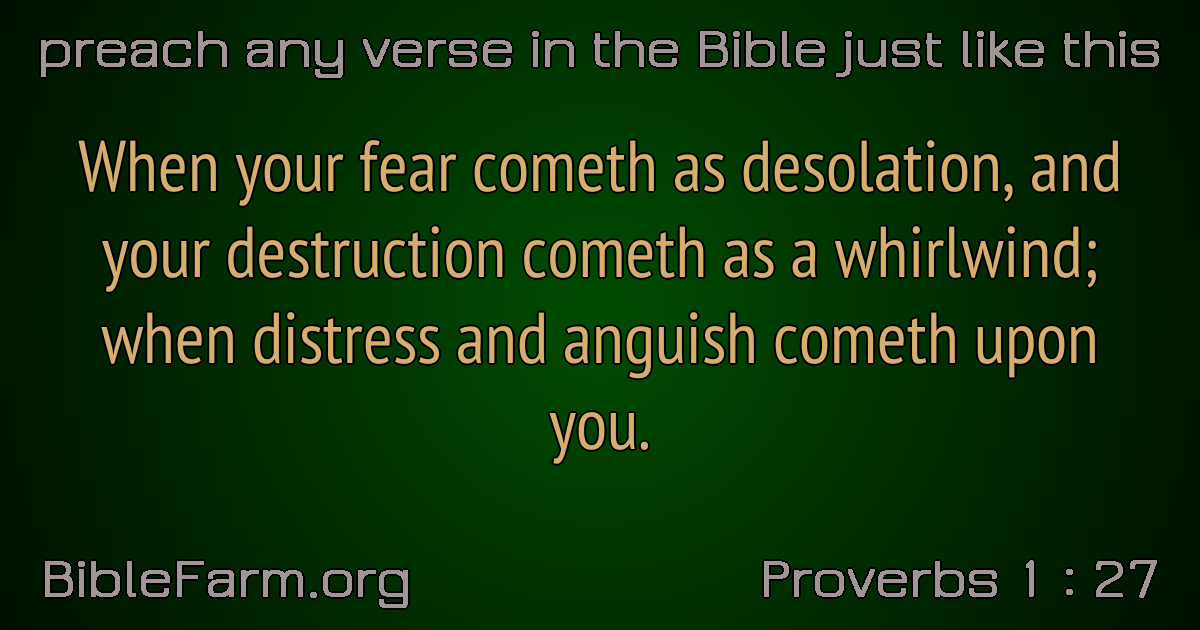 preach any verse in the Bible just like this
When your fear cometh as desolation, and
your destruction cometh as a whirlwind;
when distress and anguish cometh upon
you.
BibleFarm.org
Proverbs 1 : 27